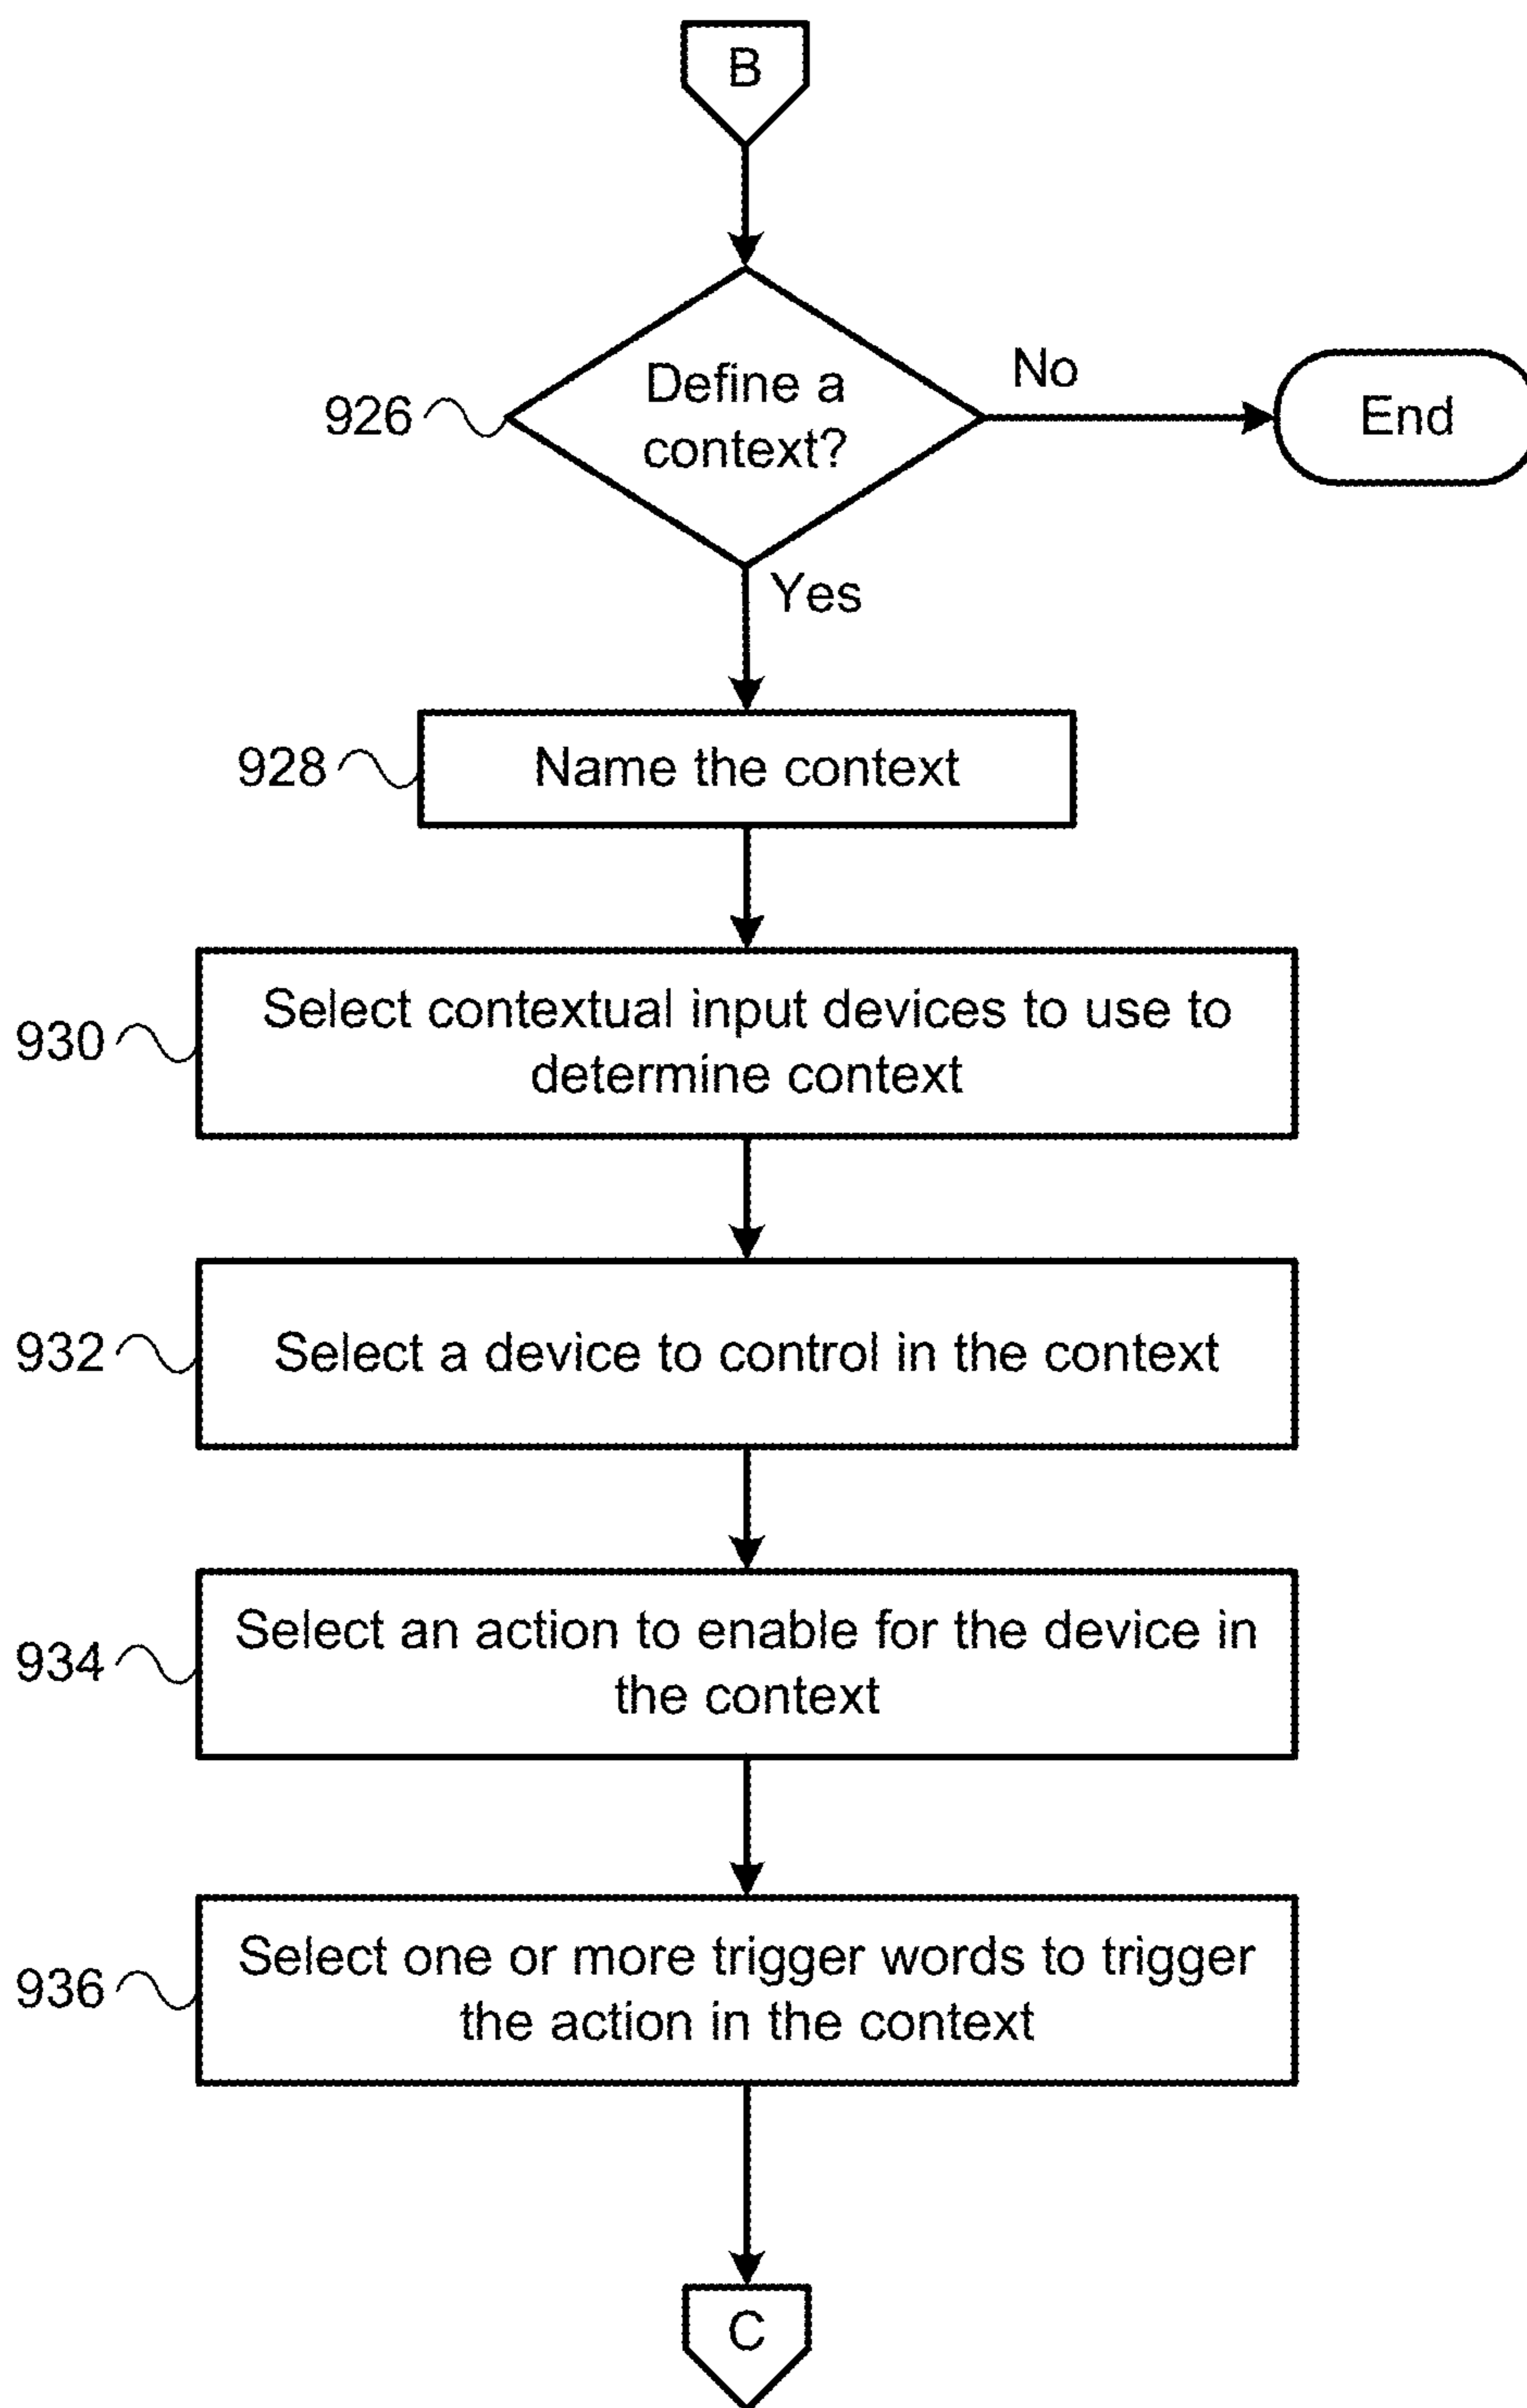 B
Define a
context?
No
End
926
Yes
928
Name the context
930
Select contextual input devices to use to
determine context
932
Select a device to control in the context
934
Select an action to enable for the device in
the context
936
Select one or more trigger words to trigger
the action in the context
C